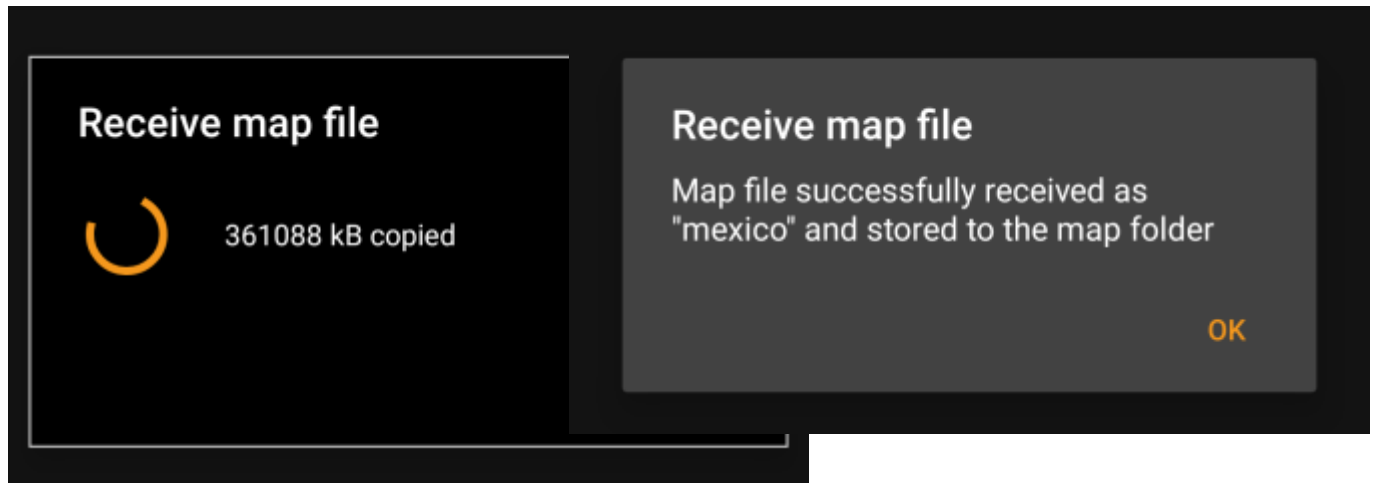 Receive map file
361088 kB copied
Receive map file
Map file successfully received as
"mexico" and stored to the map folder
OK